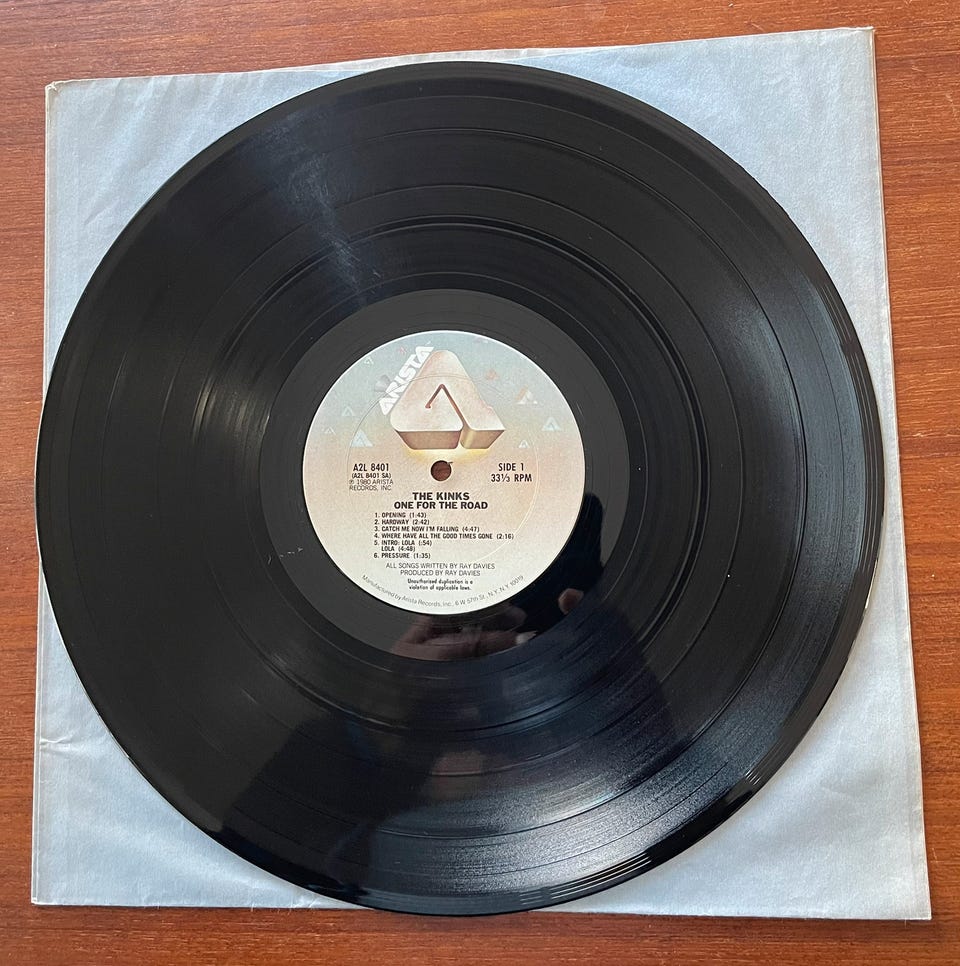 ARISTA
A2L 8401
(A2L 8401 SA)
℗ 1980 ARISTA
RECORDS, INC.
SIDE 1
33⅓ RPM
THE KINKS
ONE FOR THE ROAD
1. OPENING (1:43)
2. HARDWAY (2:42)
3. CATCH ME NOW I'M FALLING (4:47)
4. WHERE HAVE ALL THE GOOD TIMES GONE (2:16)
5. INTRO: LOLA (:54)
LOLA (4:48)
6. PRESSURE (1:35)
ALL SONGS WRITTEN BY RAY DAVIES
PRODUCED BY RAY DAVIES
Unauthorised duplication is a
violation of applicable laws.
Manufactured by Arista Records, Inc., 6 W 57th St., N.Y., N.Y. 10019